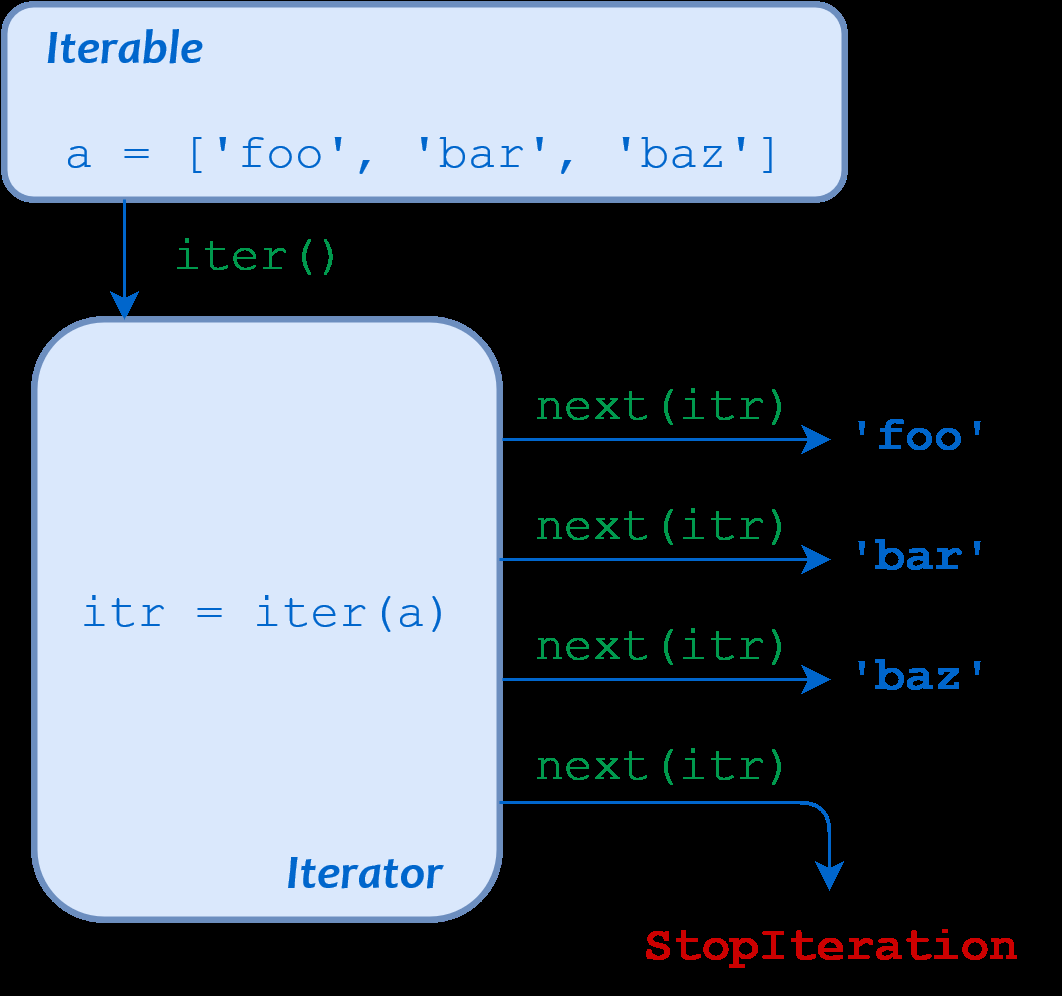 Iterable
a = ['foo', 'bar', 'baz']
iter()
next(itr)
'foo'
next(itr)
'bar'
itr = iter(a)
next(itr)
'baz'
next(itr)
Iterator
StopIteration